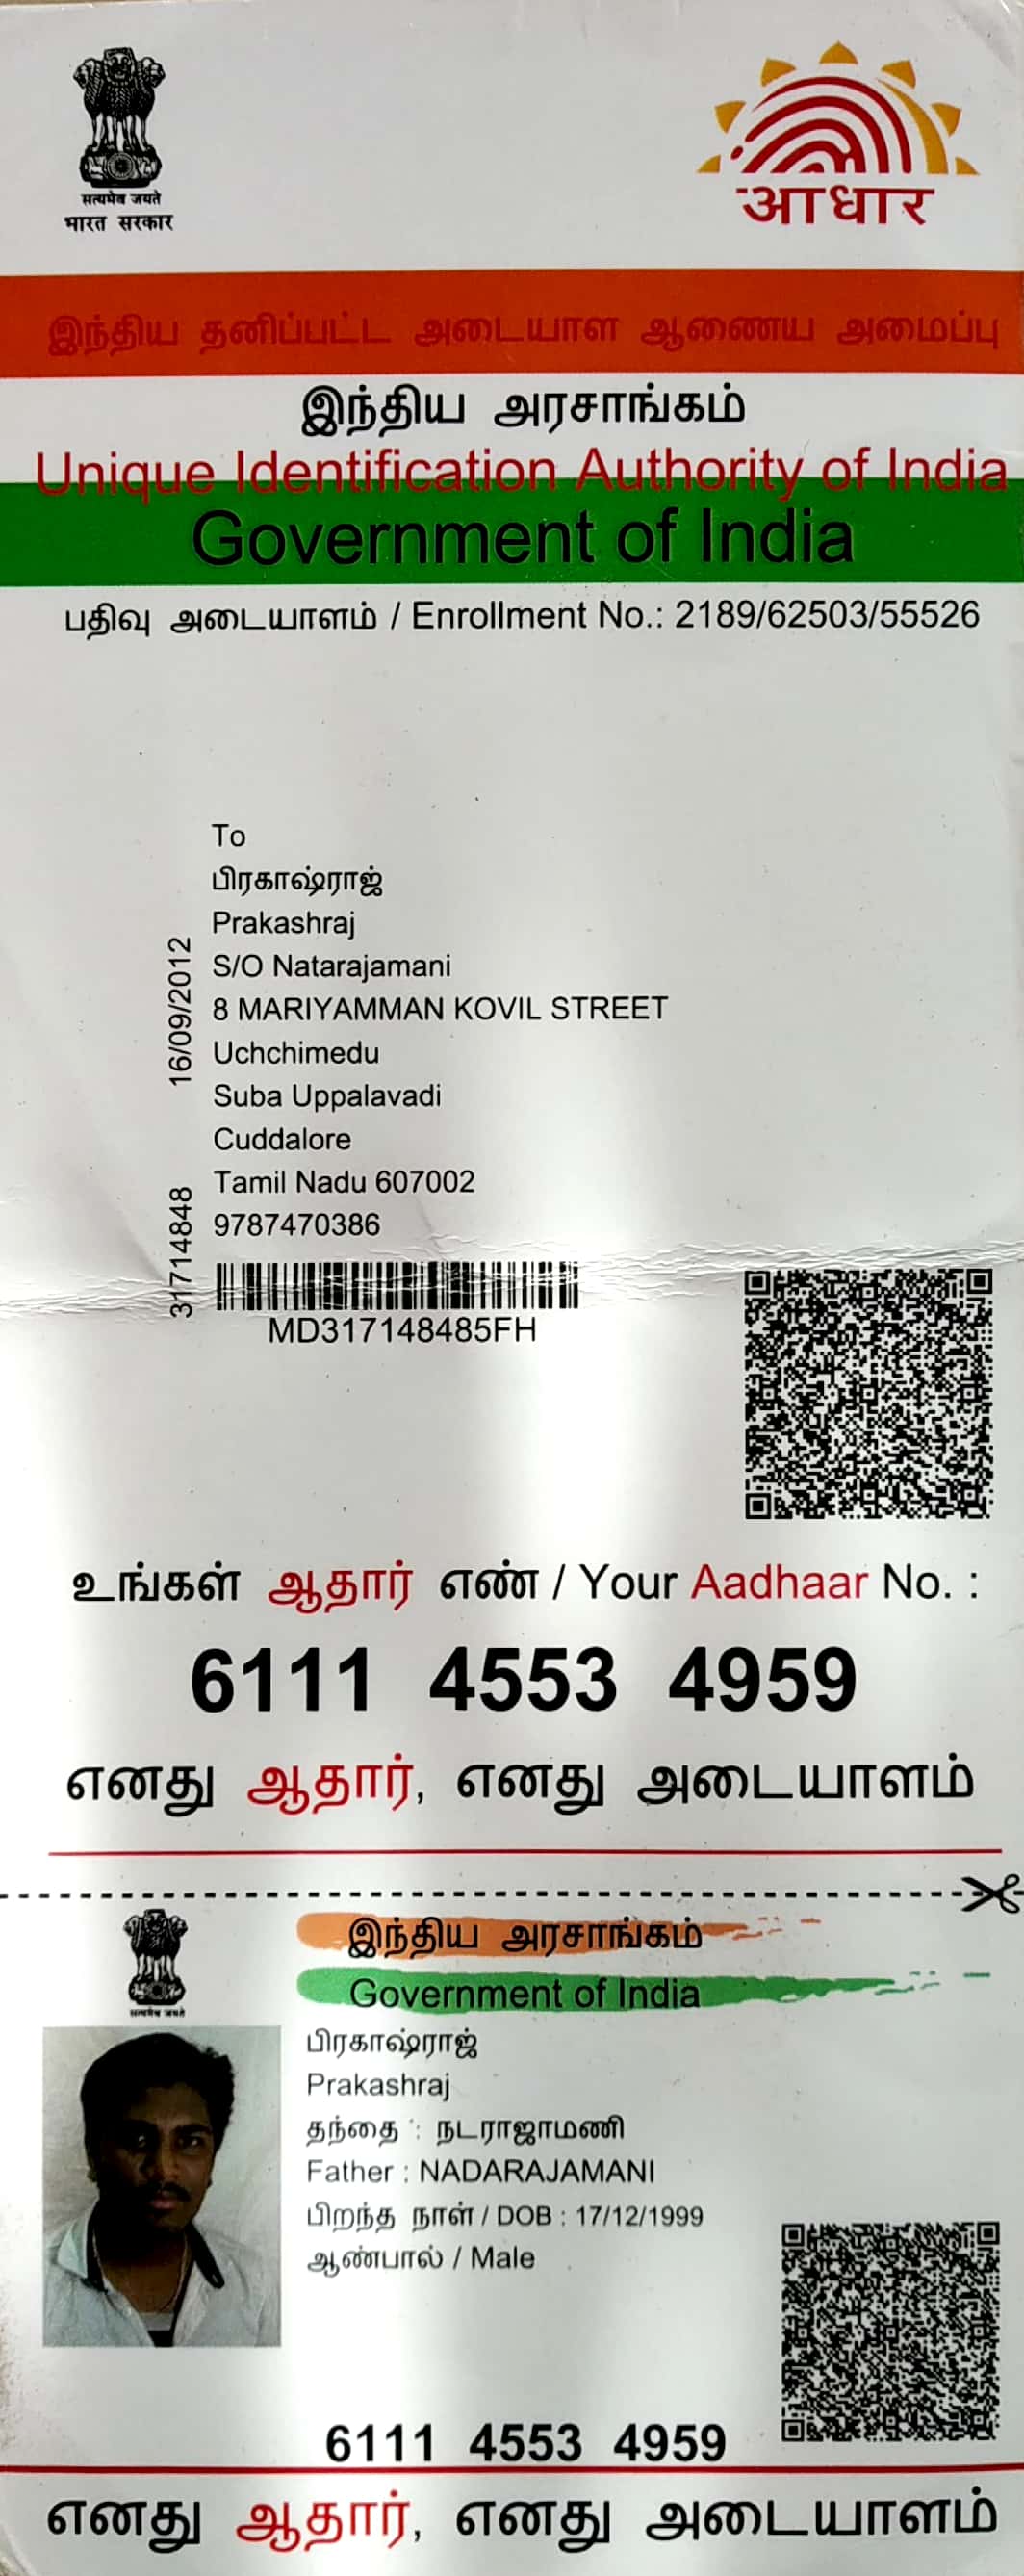 सत्यमेव जयते
भारत सरकार
आधार
இந்திய தனிப்பட்ட அடையாள ஆணைய அமைப்பு
இந்திய அரசாங்கம்
Unique Identification Authority of India
Government of India
பதிவு அடையாளம் / Enrollment No.: 2189/62503/55526
To
பிரகாஷ்ராஜ்
Prakashraj
S/O Natarajamani
8 MARIYAMMAN KOVIL STREET
Uchchimedu
Suba Uppalavadi
Cuddalore
Tamil Nadu 607002
9787470386
31714848 16/09/2012
MD317148485FH
உங்கள் ஆதார் எண் / Your Aadhaar No. :
6111 4553 4959
எனது ஆதார், எனது அடையாளம்
सत्यमेव जयते
இந்திய அரசாங்கம்
Government of India
பிரகாஷ்ராஜ்
Prakashraj
தந்தை : நடராஜாமணி
Father : NADARAJAMANI
பிறந்த நாள் / DOB : 17/12/1999
ஆண்பால் / Male
6111 4553 4959
எனது ஆதார், எனது அடையாளம்